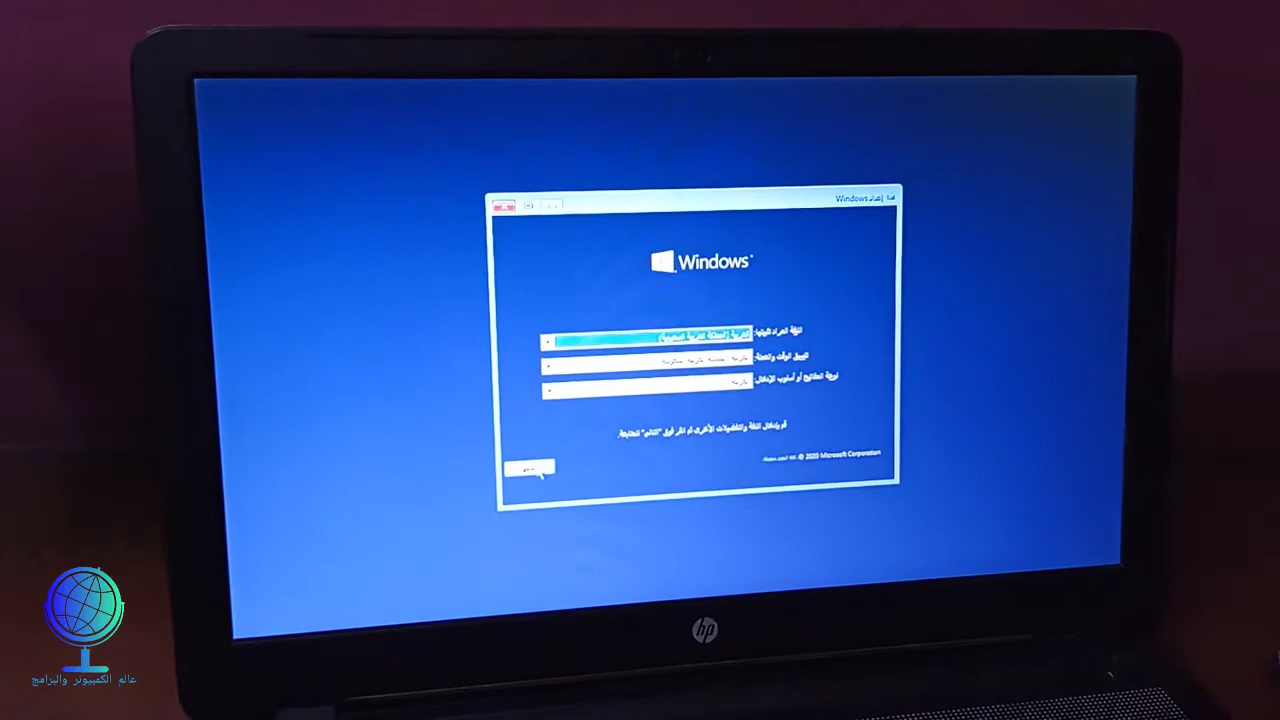 إعداد Windows
Windows
اللغة المراد تثبيتها:
العربية (المملكة العربية السعودية)
تنسيق الوقت والعملة:
لوحة المفاتيح أو أسلوب الإدخال:
قم بإدخال اللغة والتفضيلات الأخرى ثم انقر فوق "التالي" للمتابعة.
© 2020 Microsoft Corporation
hp
عالم الكمبيوتر والبرامج